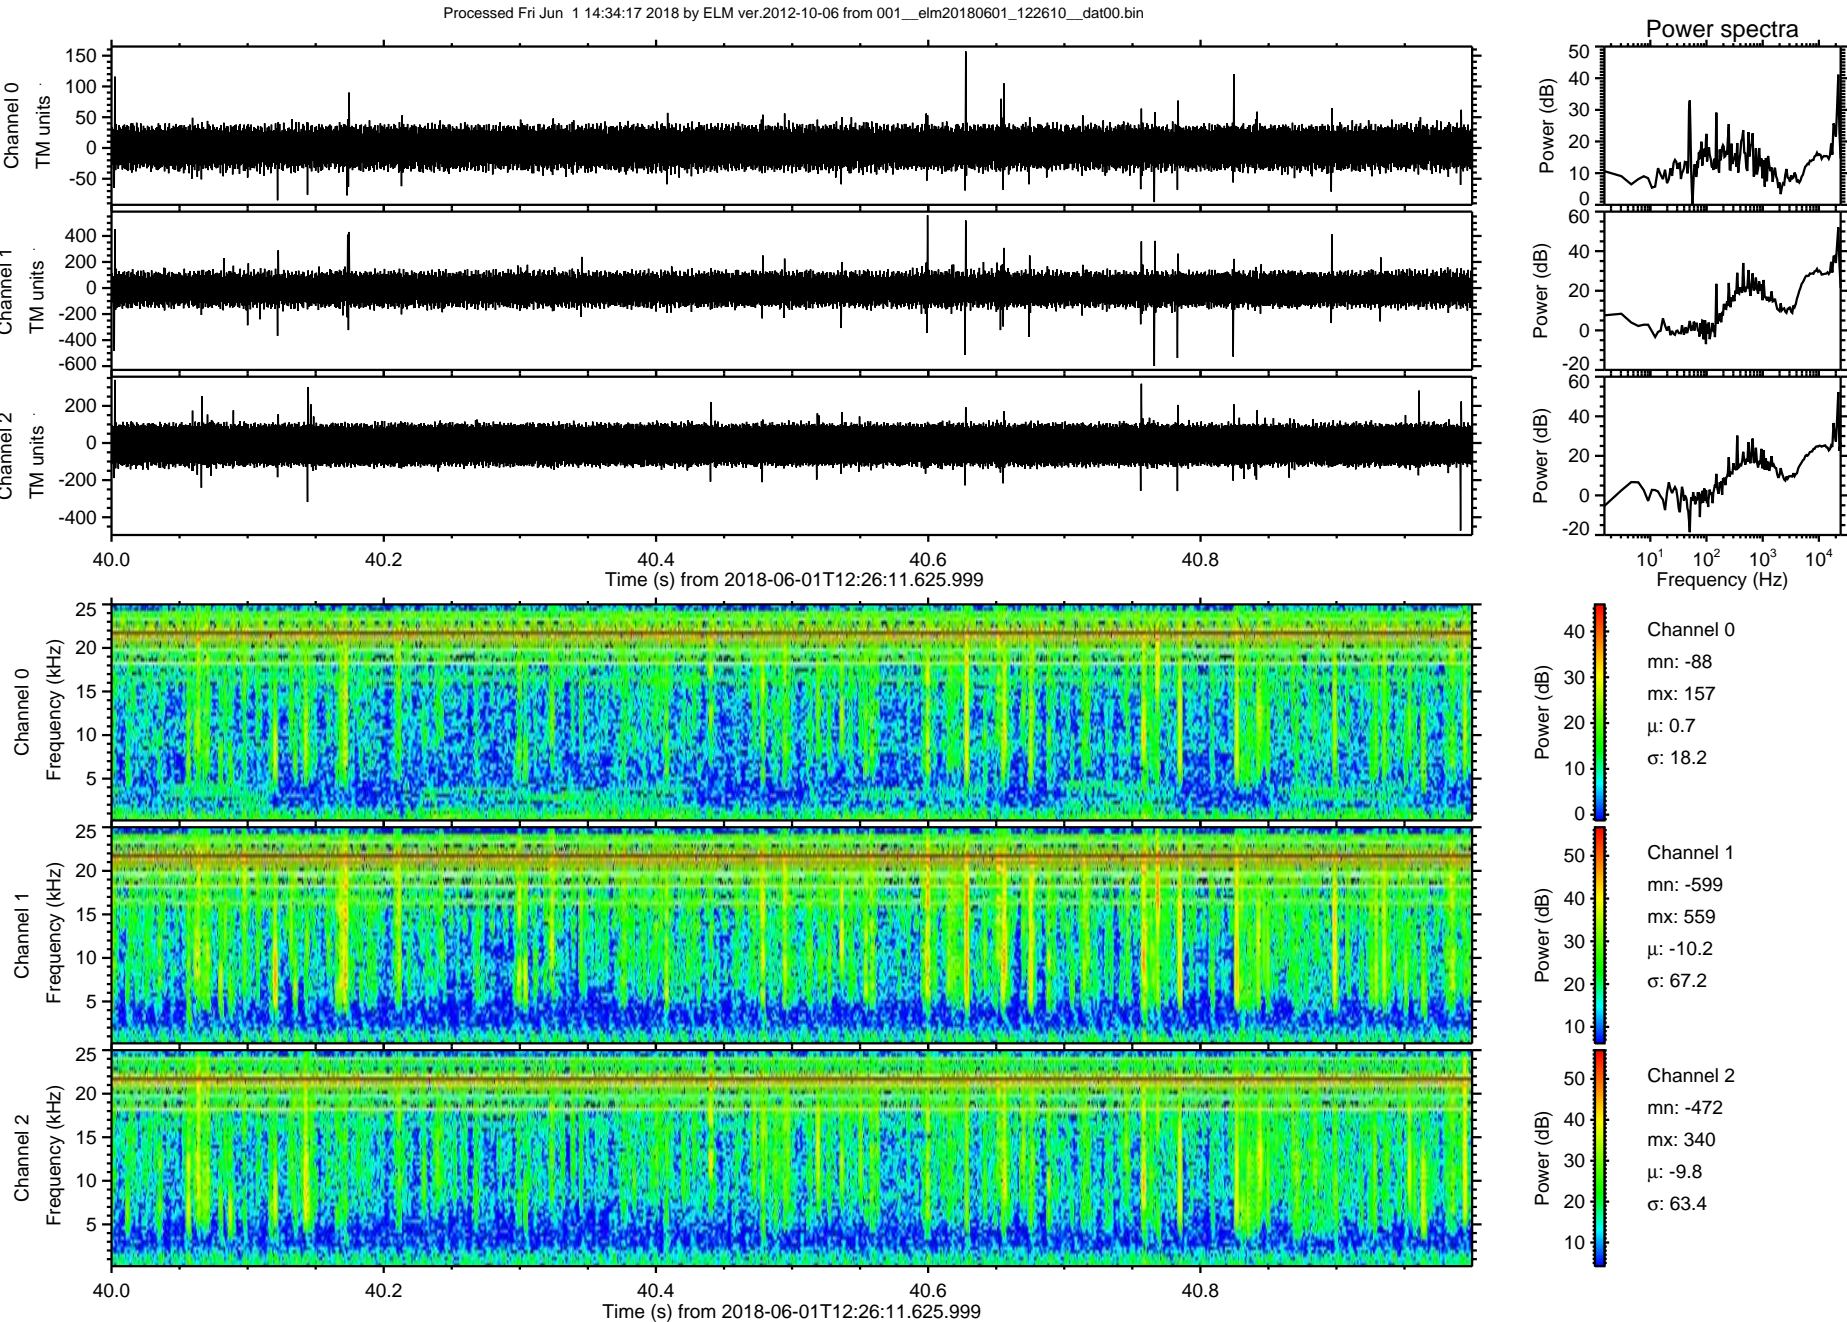 Processed Fri Jun 1 14:34:17 2018 by ELM ver.2012-10-06 from 001__elm20180601_122610__dat00.bin
Power spectra
Channel 0
TM units
150
100
50
0
-50
Power (dB)
50
40
30
20
10
0
Channel 1
TM units
400
200
0
-200
-400
-600
Power (dB)
60
40
20
0
-20
Channel 2
TM units
200
0
-200
-400
Power (dB)
60
40
20
0
-20
40.0 40.2 40.4 40.6 40.8
Time (s) from 2018-06-01T12:26:11.625.999
10¹ 10² 10³ 10⁴
Frequency (Hz)
Channel 0
Frequency (kHz)
25
20
15
10
5
Power (dB)
40
30
20
10
0
Channel 0
mn: -88
mx: 157
μ: 0.7
σ: 18.2
Channel 1
Frequency (kHz)
25
20
15
10
5
Power (dB)
50
40
30
20
10
Channel 1
mn: -599
mx: 559
μ: -10.2
σ: 67.2
Channel 2
Frequency (kHz)
25
20
15
10
5
Power (dB)
50
40
30
20
10
Channel 2
mn: -472
mx: 340
μ: -9.8
σ: 63.4
40.0 40.2 40.4 40.6 40.8
Time (s) from 2018-06-01T12:26:11.625.999